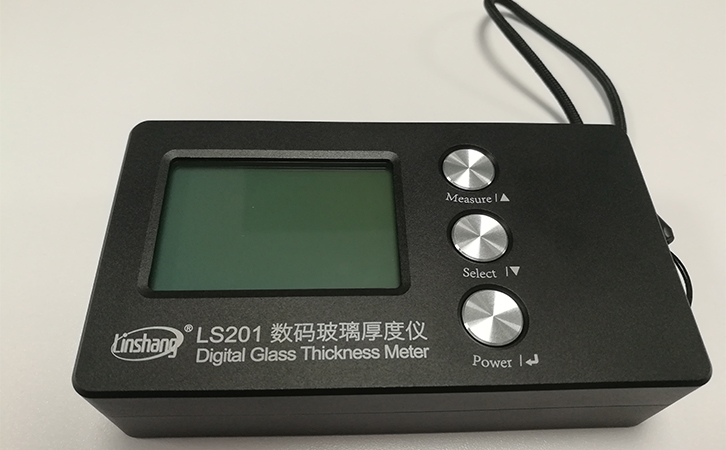 Measure |▲
Select |▼
Power |↵
Linshang® LS201 数码玻璃厚度仪
Digital Glass Thickness Meter